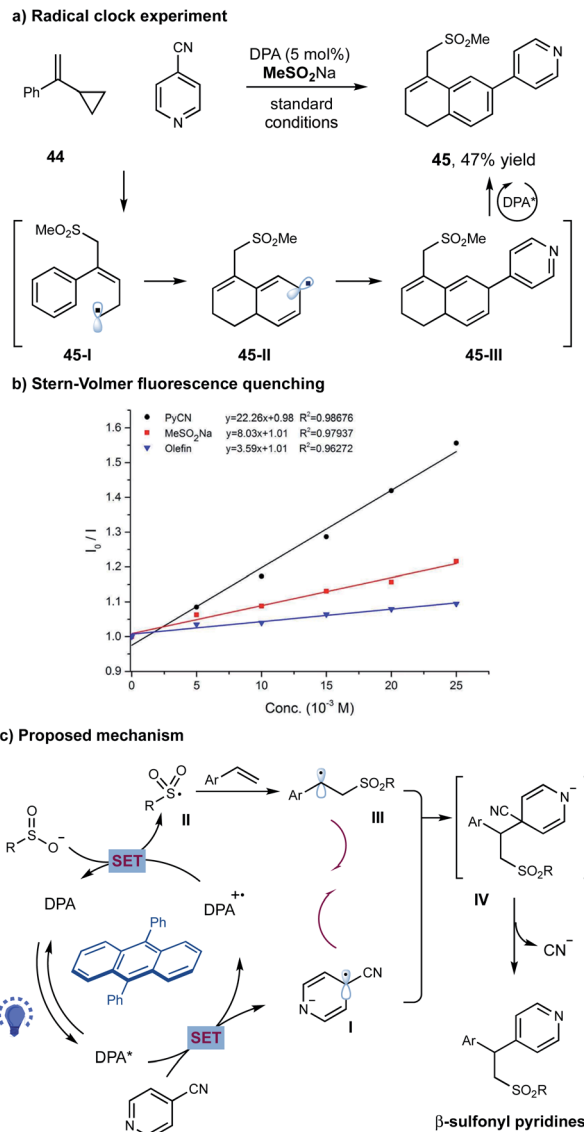 a) Radical clock experiment
CN
Ph
N
44
DPA (5 mol%)
MeSO2Na
standard
conditions
SO2Me
N
45, 47% yield
DPA*
MeSO2
45-I
SO2Me
45-II
SO2Me
N
45-III
b) Stern-Volmer fluorescence quenching
PyCN y=22.26x+0.98 R²=0.98676
MeSO2Na y=8.03x+1.01 R²=0.97937
Olefin y=3.59x+1.01 R²=0.96272
1.6
1.5
1.4
1.3
1.2
1.1
1.0
0.9
I0 / I
0 5 10 15 20 25
Conc. (10⁻³ M)
c) Proposed mechanism
O
S
R
O⁻
O O
R S•
II
Ar
Ar
SO2R
III
NC
N⁻
Ar
SO2R
IV
SET
DPA
DPA+•
Ph
Ph
CN⁻
CN
N⁻
I
SET
DPA*
CN
N
N
Ar
SO2R
β-sulfonyl pyridines